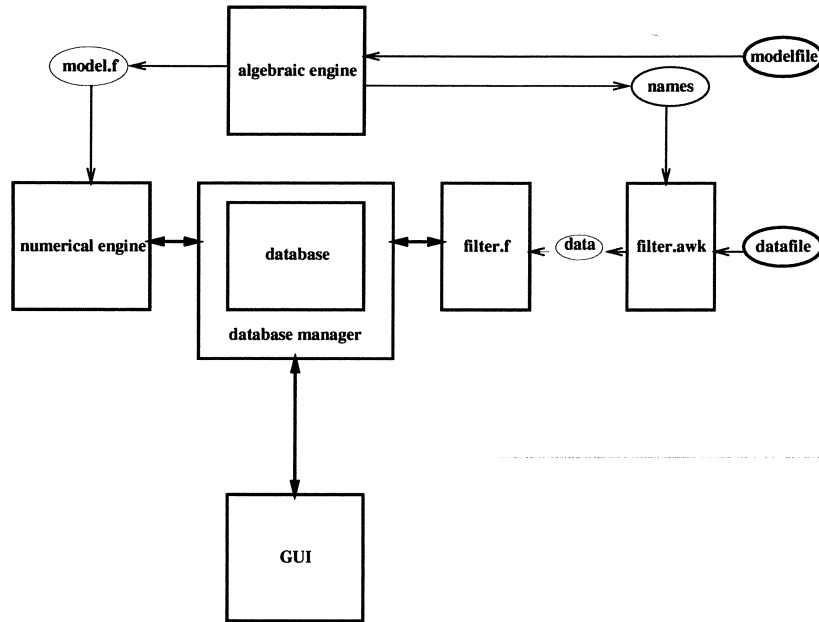 model.f
algebraic engine
modelfile
names
numerical engine
database
database manager
filter.f
data
filter.awk
datafile
GUI